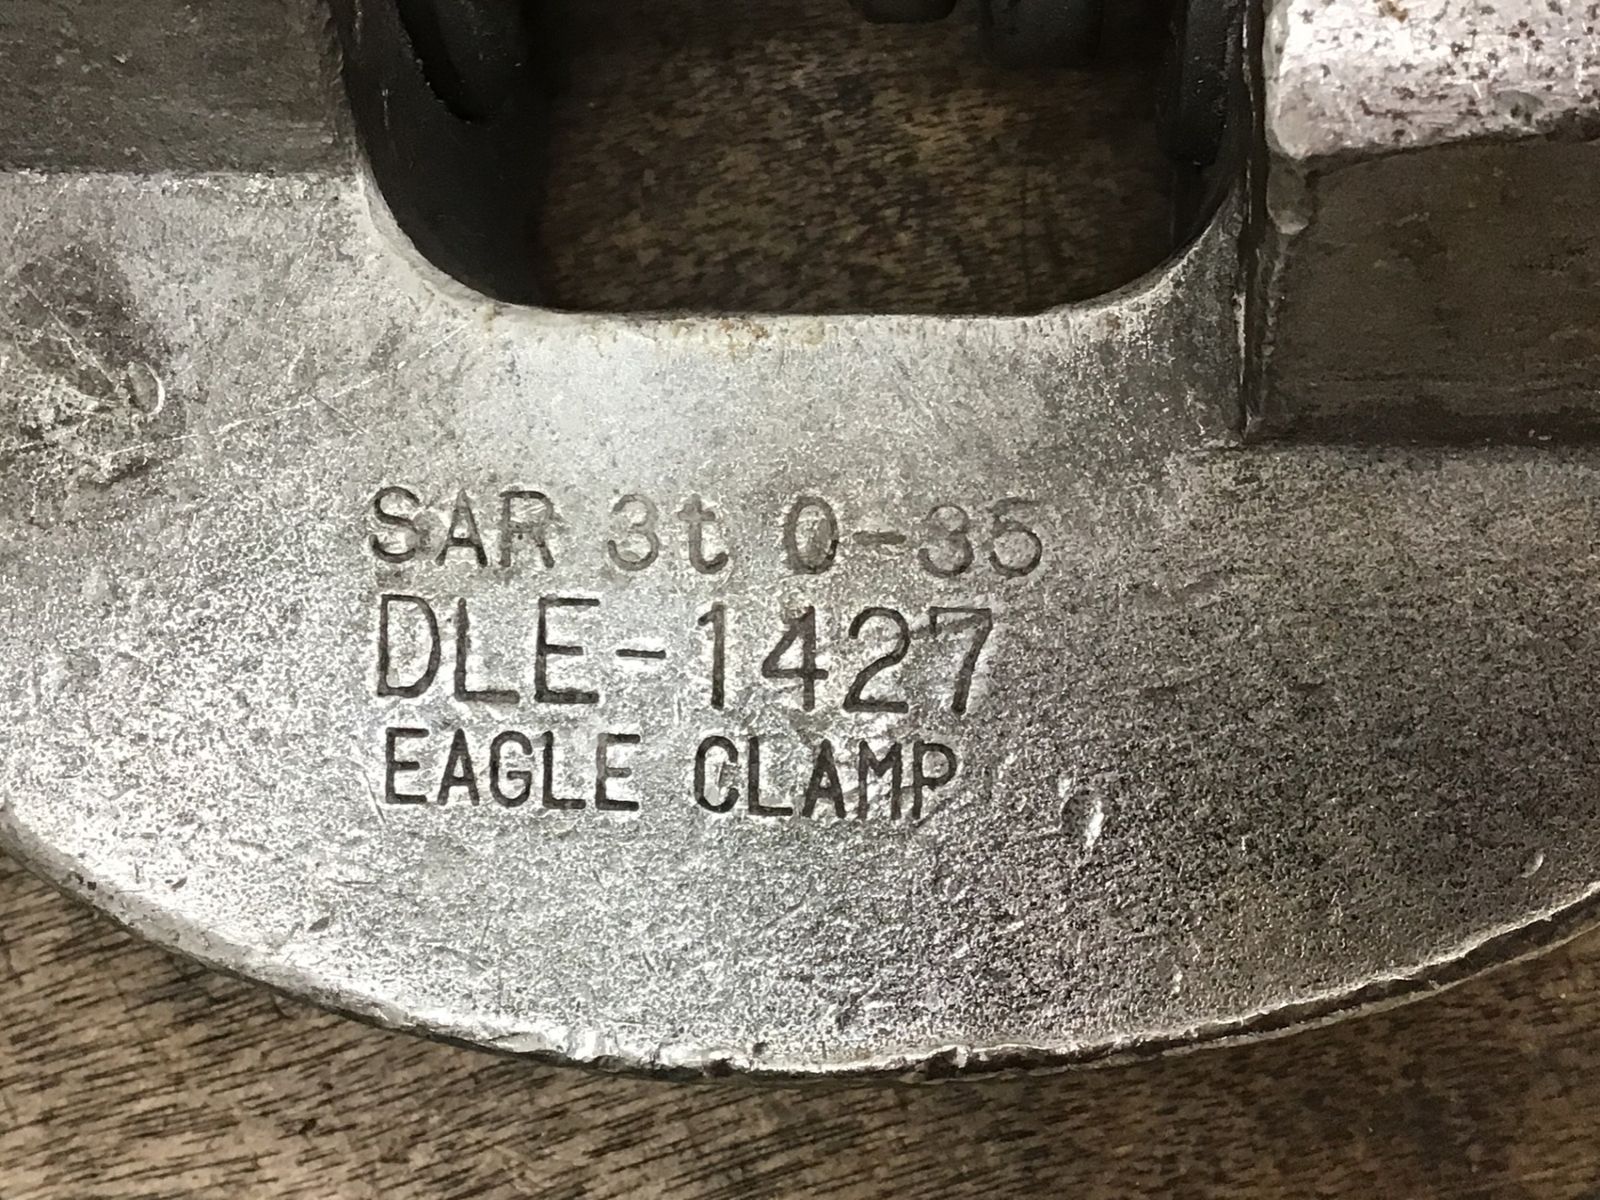 SAR 3t 0-35
DLE-1427
EAGLE CLAMP